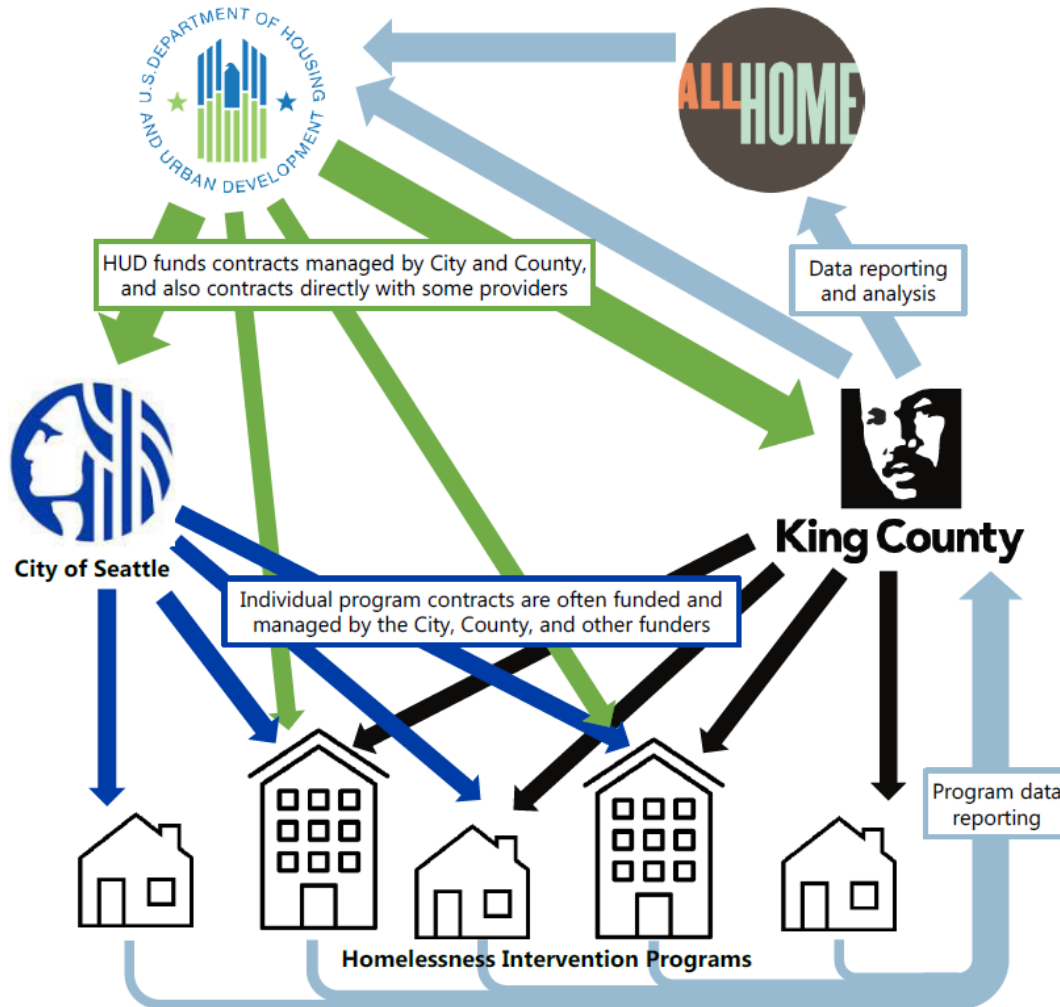 U.S. DEPARTMENT OF HOUSING
AND URBAN DEVELOPMENT
ALL
HOME
HUD funds contracts managed by City and County,
and also contracts directly with some providers
Data reporting
and analysis
City of Seattle
King County
Individual program contracts are often funded and
managed by the City, County, and other funders
Program data
reporting
Homelessness Intervention Programs